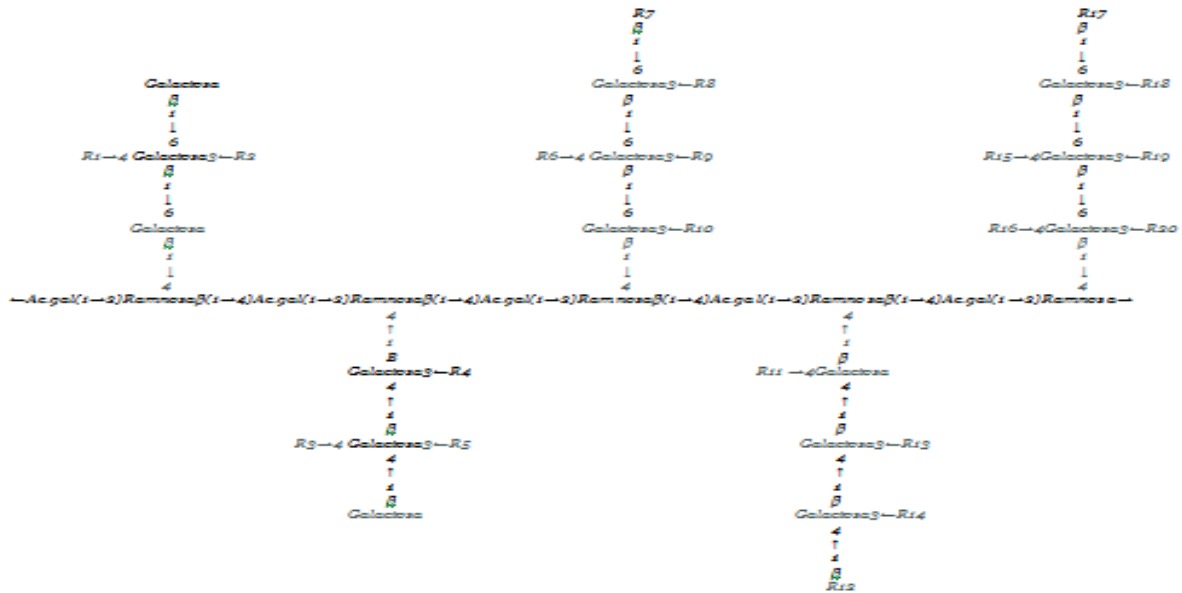 R7 R17
β β
1 1
↓ ↓
6 6
Galactosa Galactosa3←R8 Galactosa3←R18
β β β
1 1 1
↓ ↓ ↓
6 6 6
R1→4 Galactosa3←R2 R6→4 Galactosa3←R9 R15→4Galactosa3←R19
β β β
1 1 1
↓ ↓ ↓
6 6 6
Galactosa Galactosa3←R10 R16→4Galactosa3←R20
β β β
1 1 1
↓ ↓ ↓
4 4 4
←Ac.gal(1→2)Ramnosaβ(1→4)Ac.gal(1→2)Ramnosaβ(1→4)Ac.gal(1→2)Ramnosaβ(1→4)Ac.gal(1→2)Ramnosaβ(1→4)Ac.gal(1→2)Ramnosa→
4 4
↑ ↑
1 1
B β
Galactosa3←R4 R11 →4Galactosa
4 4
↑ ↑
1 1
β β
R3→4 Galactosa3←R5 Galactosa3←R13
4 4
↑ ↑
1 1
β β
Galactosa Galactosa3←R14
4
↑
1
β
R12